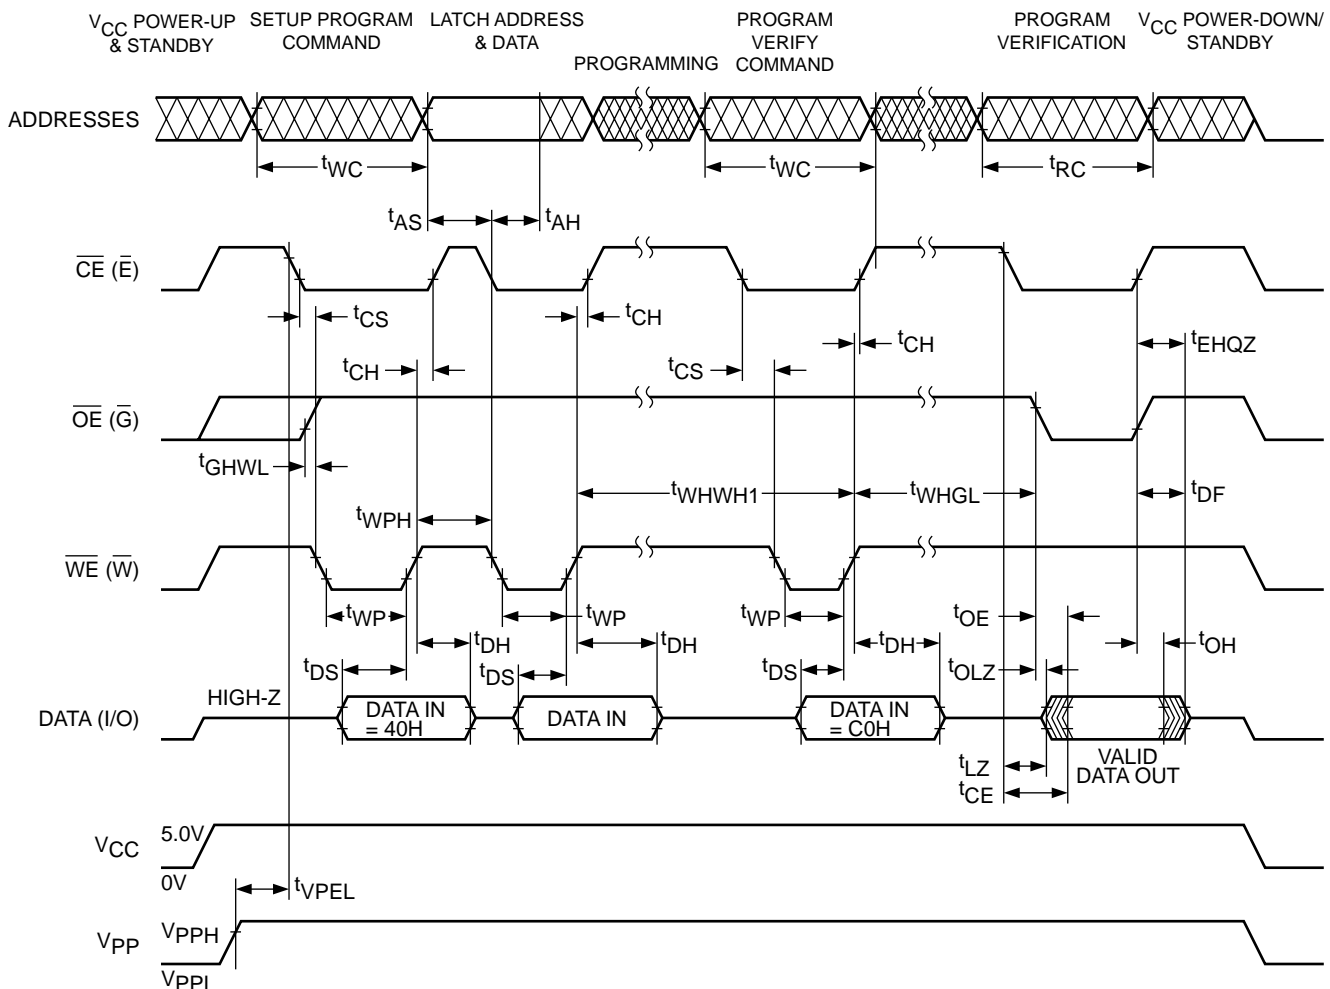 VCC POWER-UP & STANDBY
SETUP PROGRAM COMMAND
LATCH ADDRESS & DATA
PROGRAMMING
PROGRAM VERIFY COMMAND
PROGRAM VERIFICATION
VCC POWER-DOWN/ STANDBY
ADDRESSES
tWC
tWC
tRC
tAS
tAH
CE (E)
tCS
tCH
tCH
tCS
tCH
tEHQZ
OE (G)
tGHWL
tWPH
tWHWH1
tWHGL
tDF
WE (W)
tWP
tWP
tWP
tOE
tDH
tDH
tDH
tOH
tDS
tDS
tDS
tOLZ
DATA (I/O)
HIGH-Z
DATA IN = 40H
DATA IN
DATA IN = C0H
VALID DATA OUT
tLZ
tCE
VCC
5.0V
0V
tVPEL
VPP
VPPH
VPPL